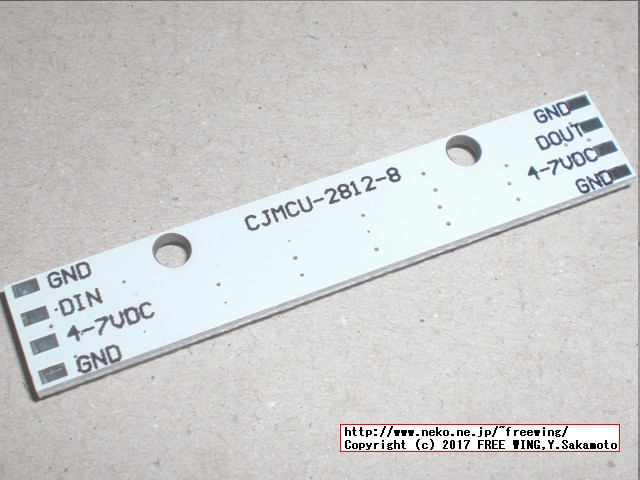 GND
DOUT
4-7VDC
GND
CJMCU-2812-8
GND
DIN
4-7VDC
GND
http://www.neko.ne.jp/~freewing/
Copyright (c) 2017 FREE WING,Y.Sakamoto